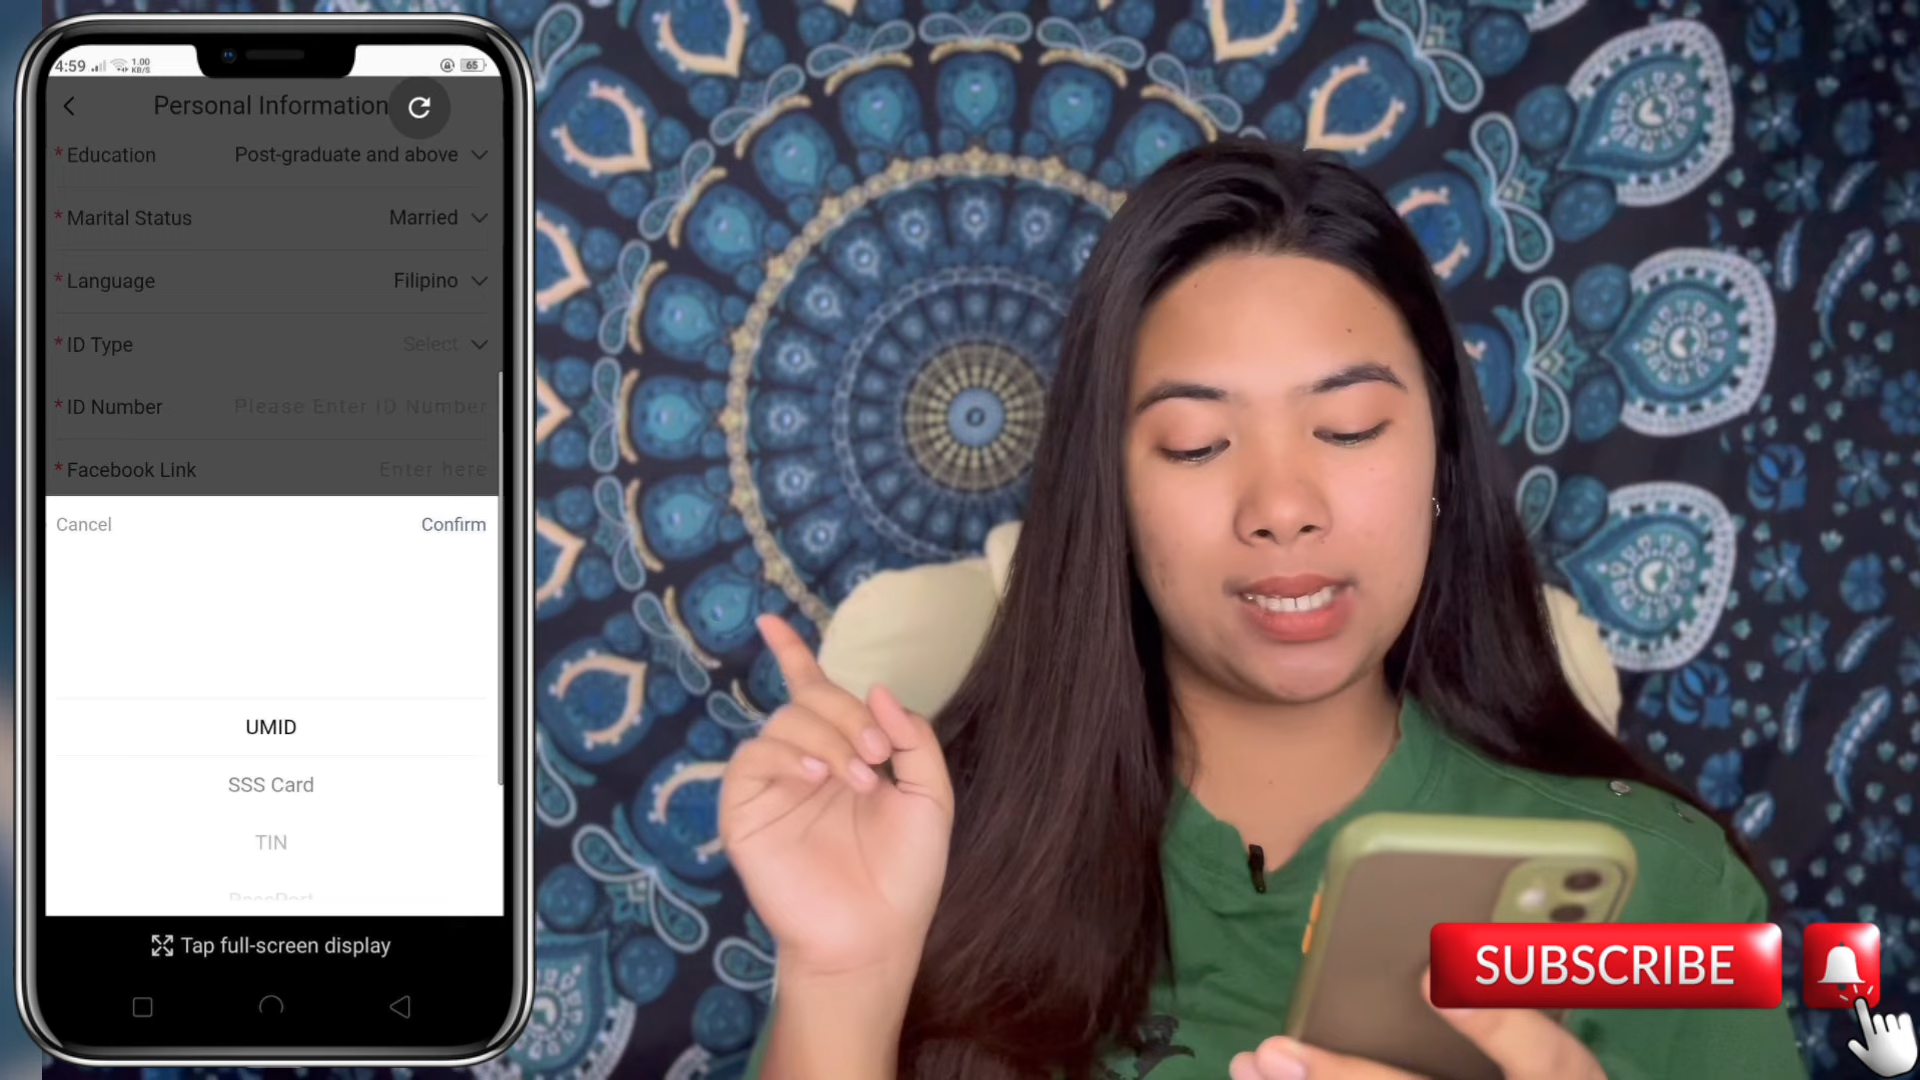 4:59
1.00
KB/S
65
Personal Information
* Education Post-graduate and above
* Marital Status Married
* Language Filipino
* ID Type Select
* ID Number Please Enter ID Number
* Facebook Link Enter here
Cancel Confirm
UMID
SSS Card
TIN
PassPort
Tap full-screen display
SUBSCRIBE